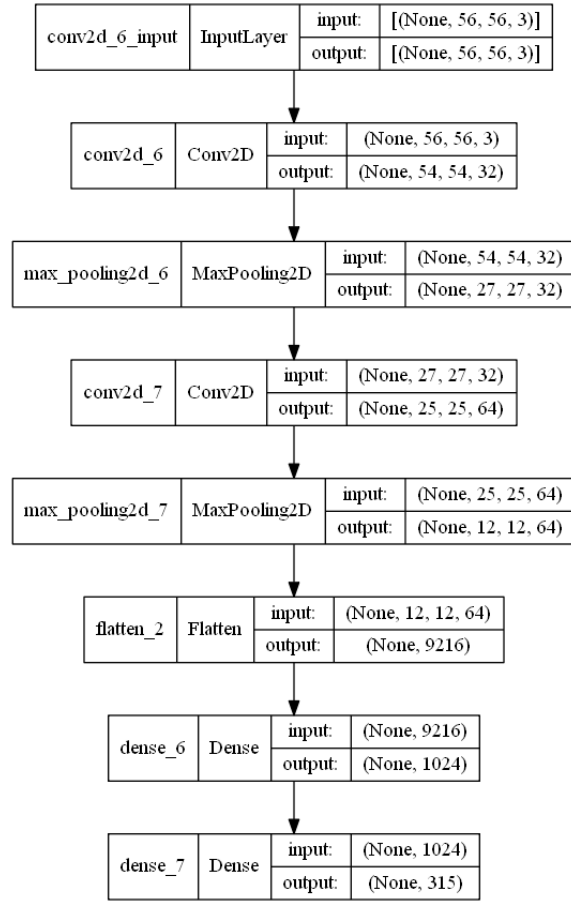 conv2d_6_input InputLayer input: [(None, 56, 56, 3)]
output: [(None, 56, 56, 3)]
conv2d_6 Conv2D input: (None, 56, 56, 3)
output: (None, 54, 54, 32)
max_pooling2d_6 MaxPooling2D input: (None, 54, 54, 32)
output: (None, 27, 27, 32)
conv2d_7 Conv2D input: (None, 27, 27, 32)
output: (None, 25, 25, 64)
max_pooling2d_7 MaxPooling2D input: (None, 25, 25, 64)
output: (None, 12, 12, 64)
flatten_2 Flatten input: (None, 12, 12, 64)
output: (None, 9216)
dense_6 Dense input: (None, 9216)
output: (None, 1024)
dense_7 Dense input: (None, 1024)
output: (None, 315)